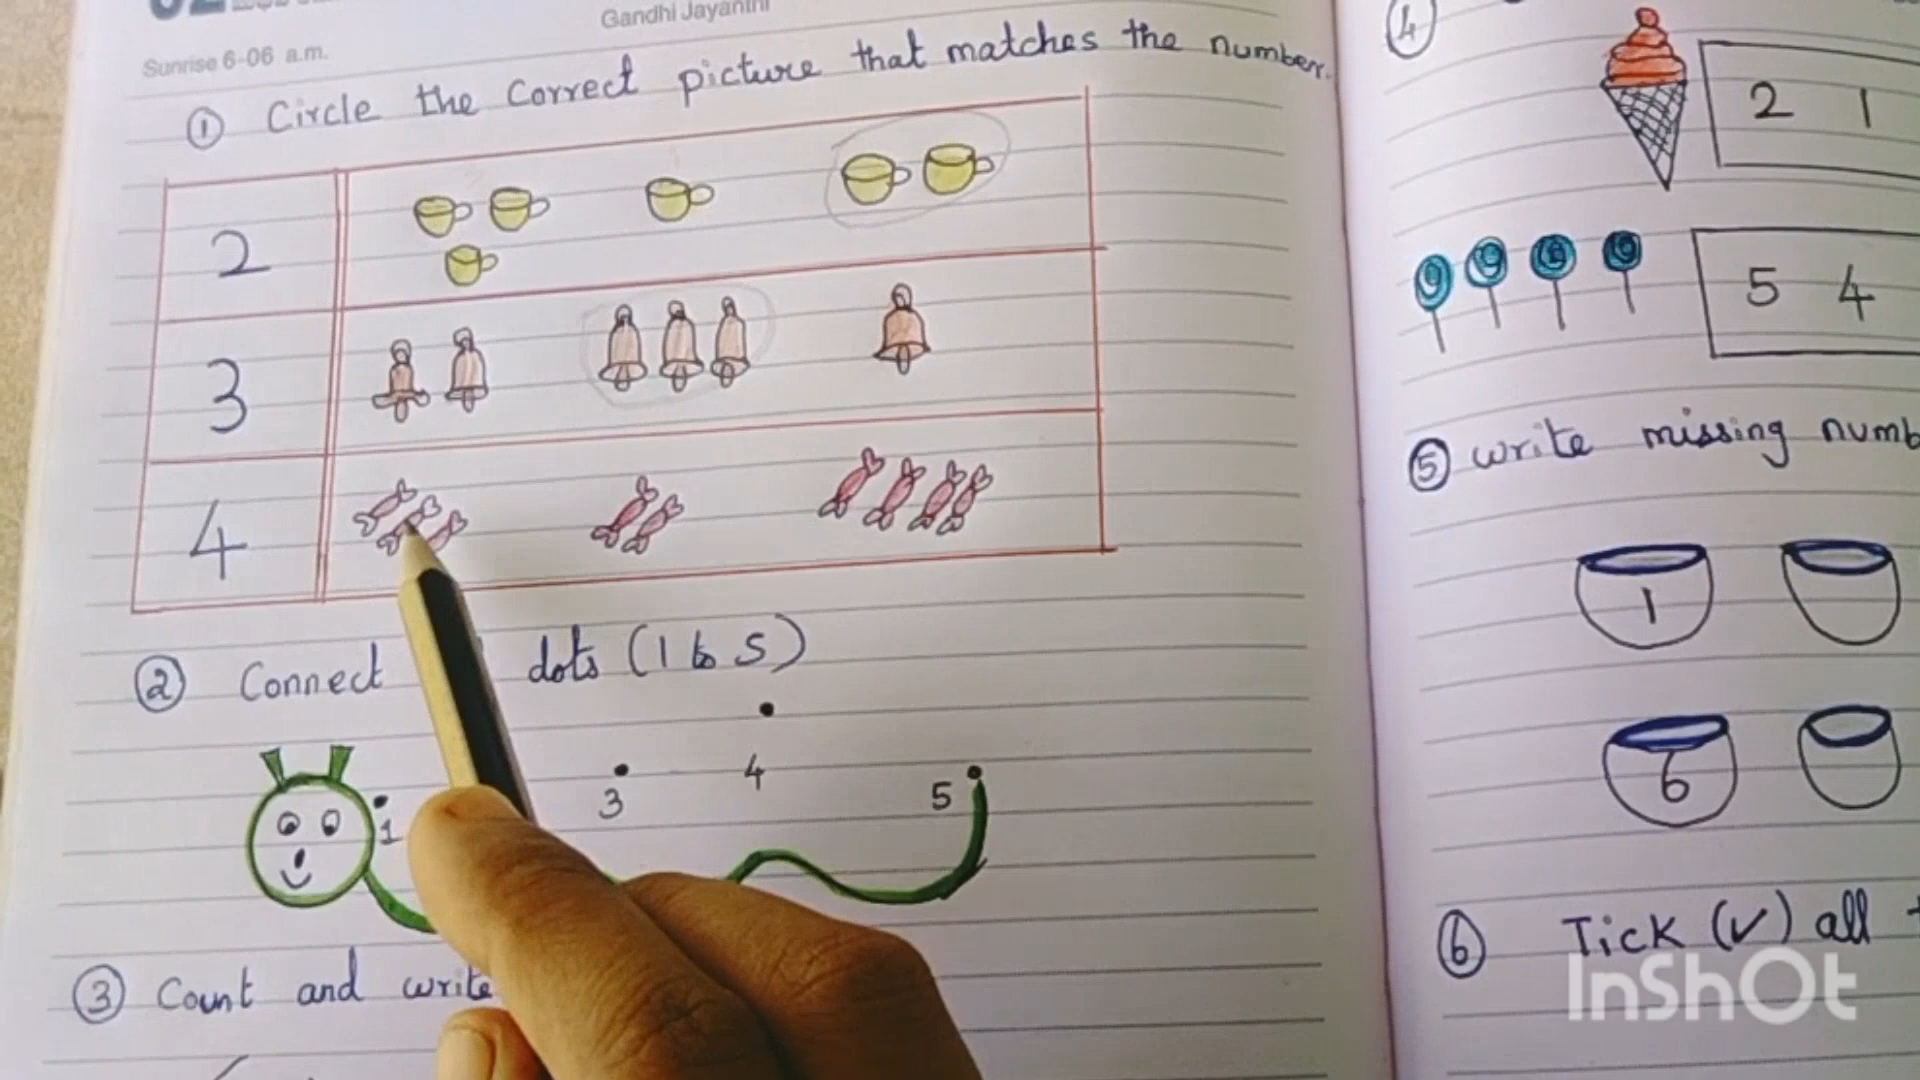 Gandhi Jayanthi
Sunrise 6-06 a.m.
① Circle the correct picture that matches the number.
2
3
4
② Connect dots (1 to 5)
1
3
4
5
③ Count and write
④
2 1
5 4
⑤ write missing
1
6
⑥ Tick (✓) all
InShOt